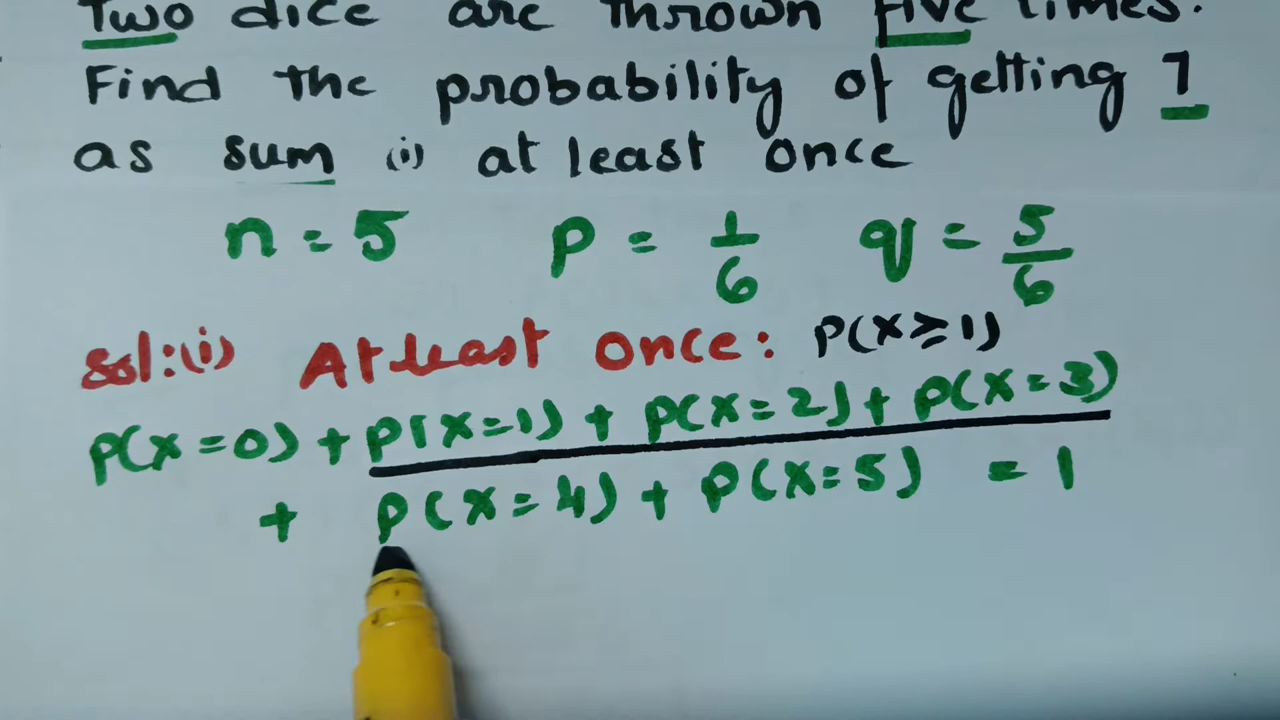 Two dice are thrown Five times.
Find the probability of getting 7
as sum (i) at least once
n = 5 p = 1/6 q = 5/6
Sol:(i) Atleast once: P(X ≥ 1)
P(X=0) + P(X=1) + P(X=2) + P(X=3)
+ P(X=4) + P(X=5) = 1